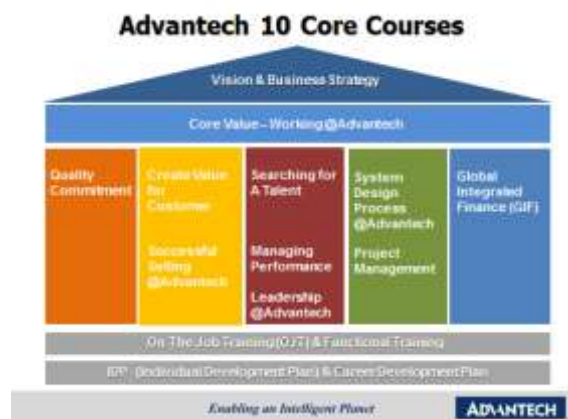 Advantech 10 Core Courses
Vision & Business Strategy
Core Value – Working @Advantech
Quality
Commitment
Create Value
for
Customer
Successful
Selling
@Advantech
Searching for
A Talent
Managing
Performance
Leadership
@Advantech
System
Design
Process
@Advantech
Project
Management
Global
Integrated
Finance (GIF)
On The Job Training(OJT) & Functional Training
IDP (Individual Development Plan) & Career Development Plan
Enabling an Intelligent Planet
ADVANTECH